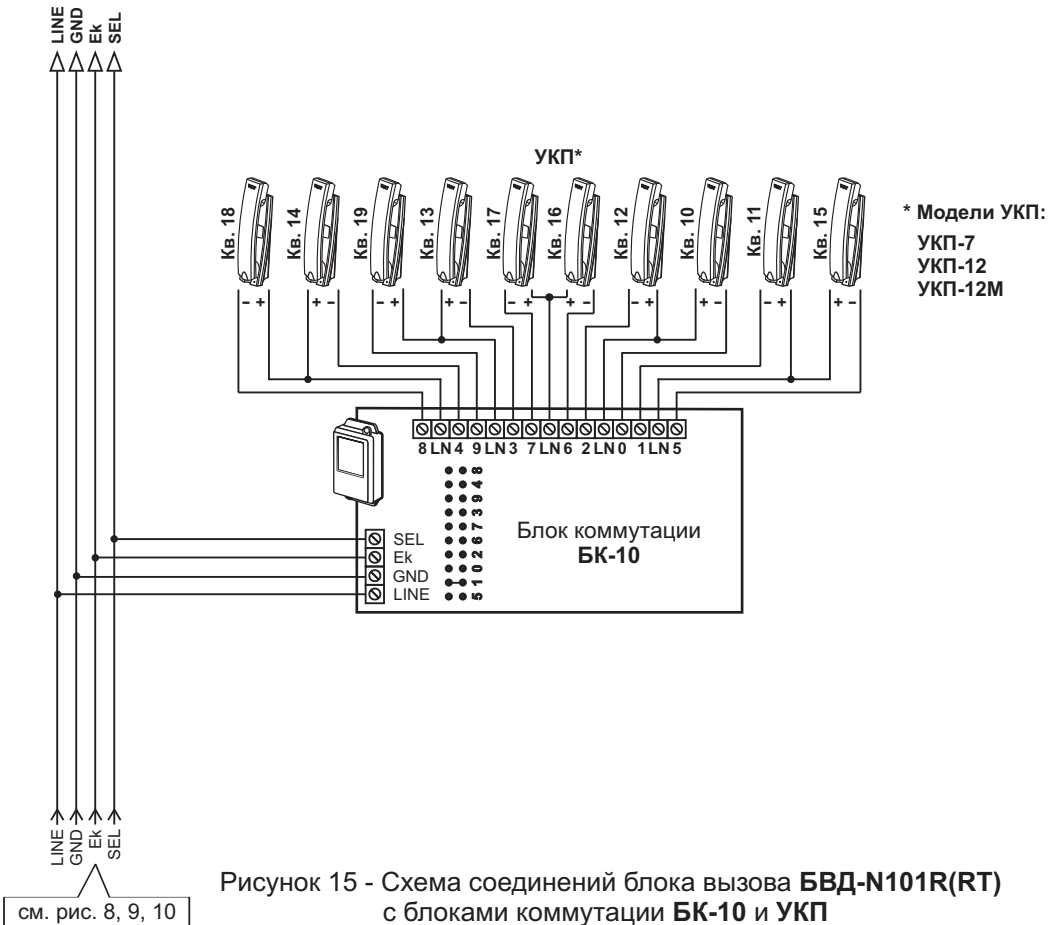 LINE
GND
Ek
SEL
УКП*
Кв. 18
Кв. 14
Кв. 19
Кв. 13
Кв. 17
Кв. 16
Кв. 12
Кв. 10
Кв. 11
Кв. 15
* Модели УКП:
УКП-7
УКП-12
УКП-12М
– + + – – + + – – + + – – + + – – + + –
8 LN 4 9 LN 3 7 LN 6 2 LN 0 1 LN 5
8
4
9
3
7
6
2
0
1
5
Блок коммутации
БК-10
SEL
Ek
GND
LINE
LINE
GND
Ek
SEL
см. рис. 8, 9, 10
Рисунок 15 - Схема соединений блока вызова БВД-N101R(RT)
с блоками коммутации БК-10 и УКП